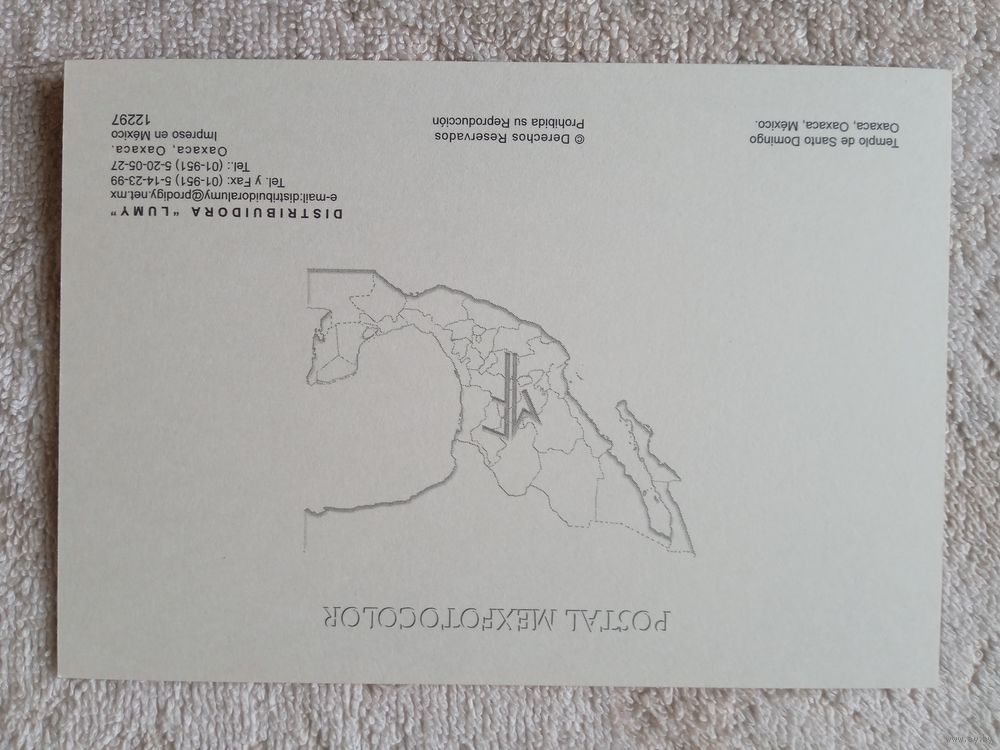 POSTAL MEXFOTOCOLOR
MF
DISTRIBUIDORA "LUMY"
e-mail:distribuidoralumy@prodigy.net.mx
Tel. y Fax: (01-951) 5-14-23-99
Tel.: (01-951) 5-20-05-27
Oaxaca, Oaxaca.
Impreso en México
12297
© Derechos Reservados
Prohibida su Reproducción
Templo de Santo Domingo
Oaxaca, Oaxaca, México.